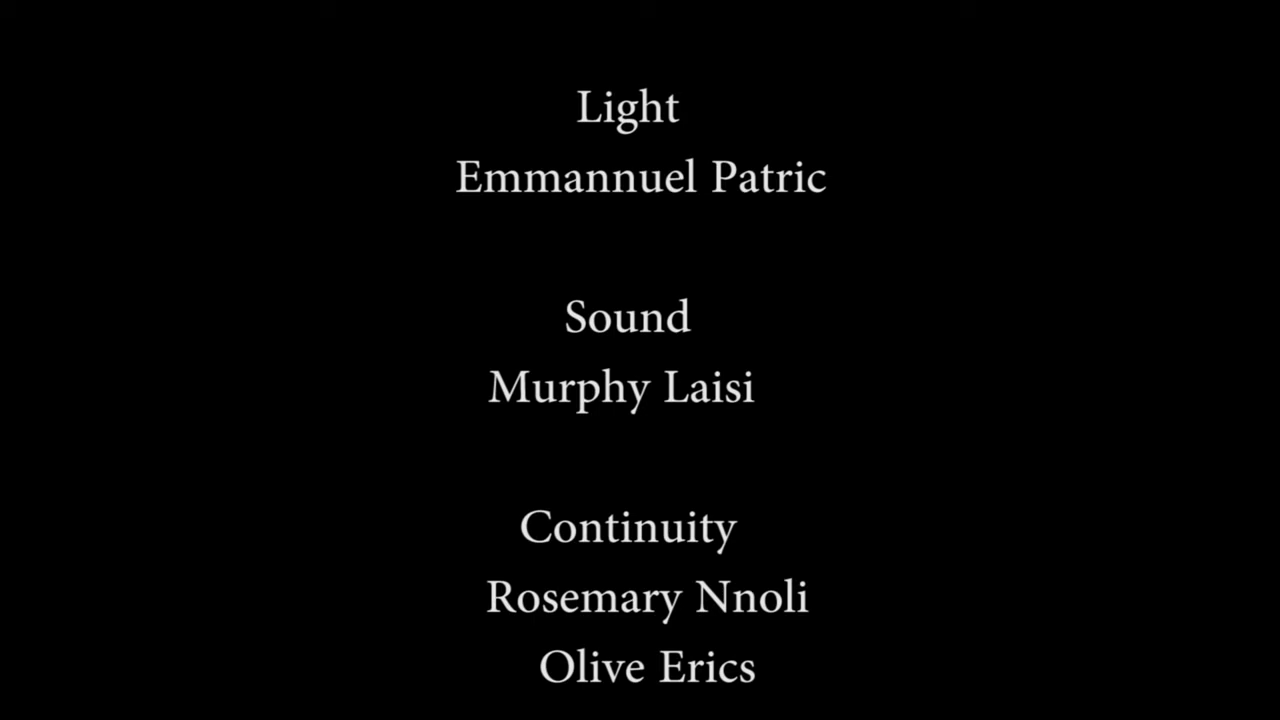 Light
Emmannuel Patric
Sound
Murphy Laisi
Continuity
Rosemary Nnoli
Olive Erics